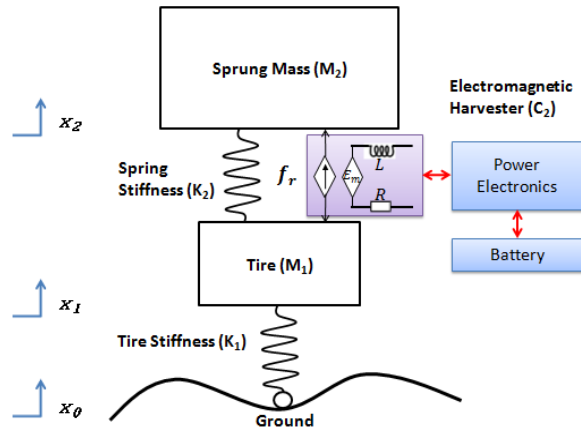 Sprung Mass (M2)
Electromagnetic
Harvester (C2)
X2
Spring
Stiffness (K2)
fr
Em
L
R
Power
Electronics
Battery
Tire (M1)
X1
Tire Stiffness (K1)
X0
Ground